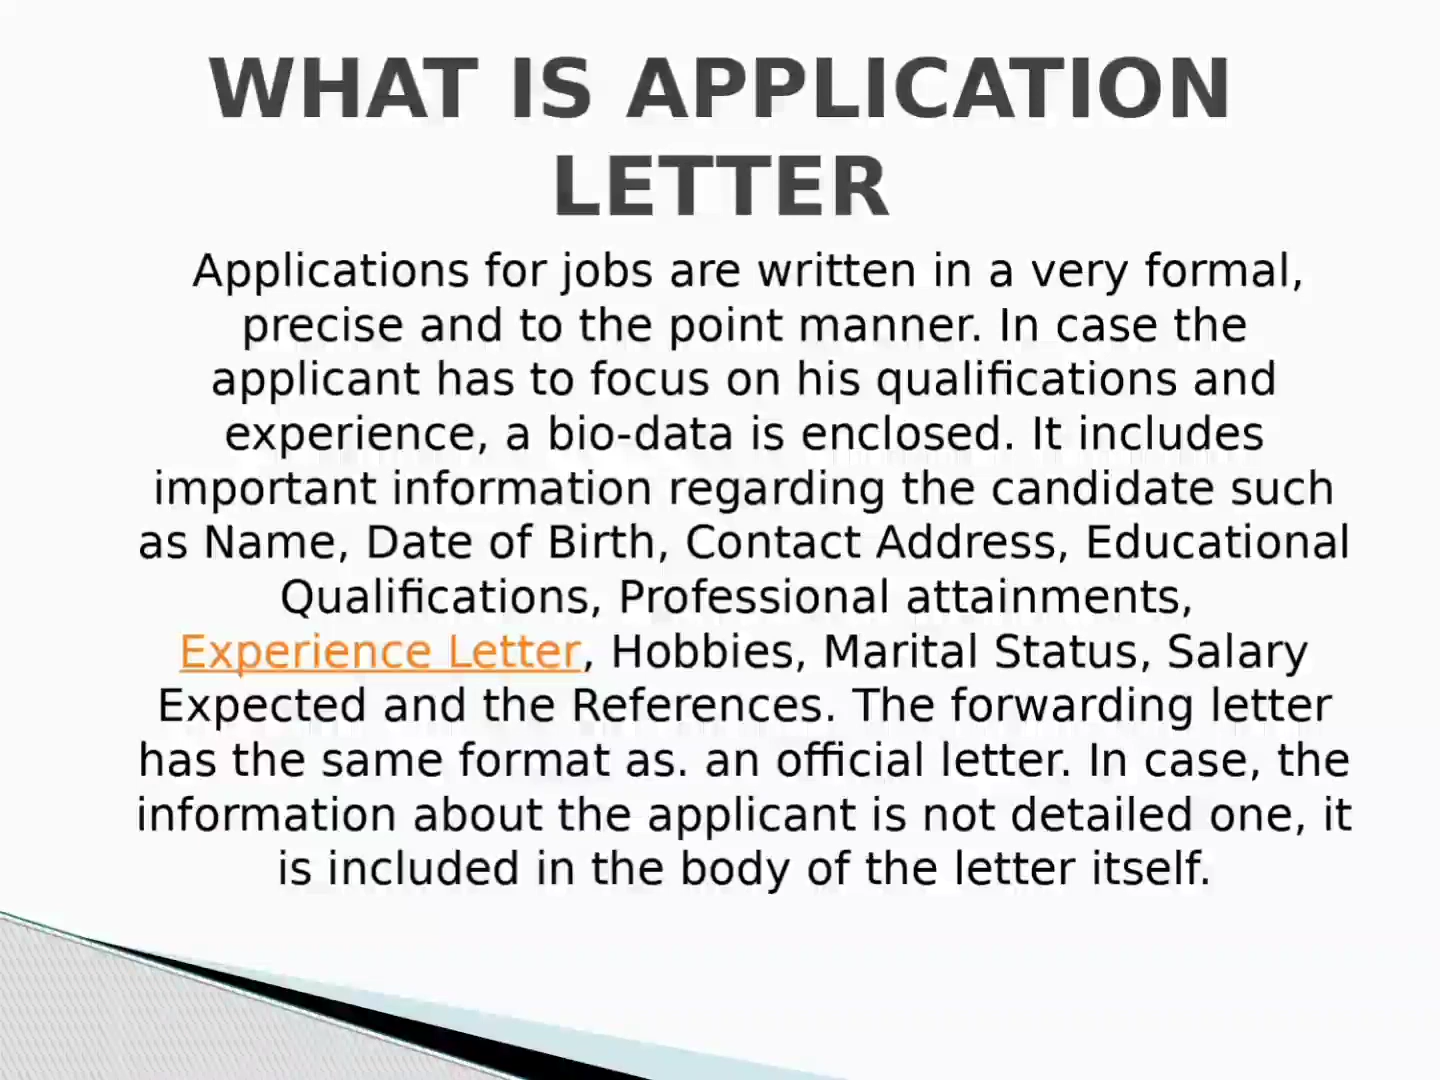 WHAT IS APPLICATION
LETTER
Applications for jobs are written in a very formal,
precise and to the point manner. In case the
applicant has to focus on his qualifications and
experience, a bio-data is enclosed. It includes
important information regarding the candidate such
as Name, Date of Birth, Contact Address, Educational
Qualifications, Professional attainments,
Experience Letter, Hobbies, Marital Status, Salary
Expected and the References. The forwarding letter
has the same format as. an official letter. In case, the
information about the applicant is not detailed one, it
is included in the body of the letter itself.